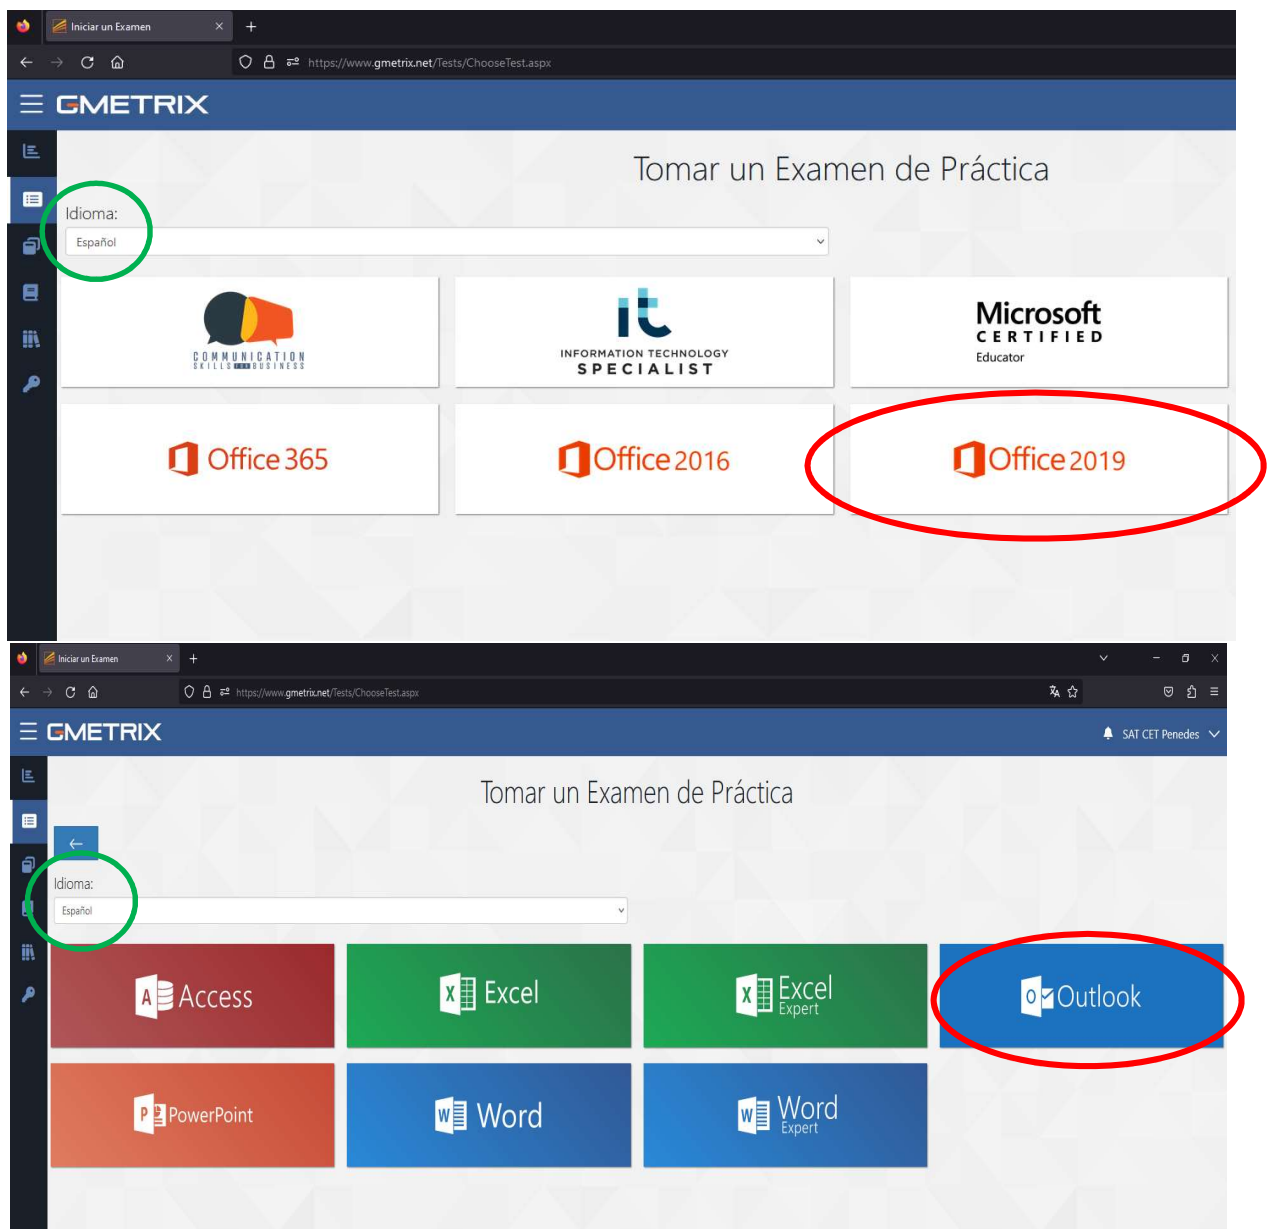 Iniciar un Examen
https://www.gmetrix.net/Tests/ChooseTest.aspx
GMETRIX
Tomar un Examen de Práctica
Idioma:
Español
COMMUNICATION
SKILLS FOR BUSINESS
it
INFORMATION TECHNOLOGY
SPECIALIST
Microsoft
CERTIFIED
Educator
Office 365
Office 2016
Office 2019
Iniciar un Examen
https://www.gmetrix.net/Tests/ChooseTest.aspx
GMETRIX
SAT CET Penedes
Tomar un Examen de Práctica
Idioma:
Español
A Access
X Excel
X Excel
Expert
O Outlook
P PowerPoint
W Word
W Word
Expert